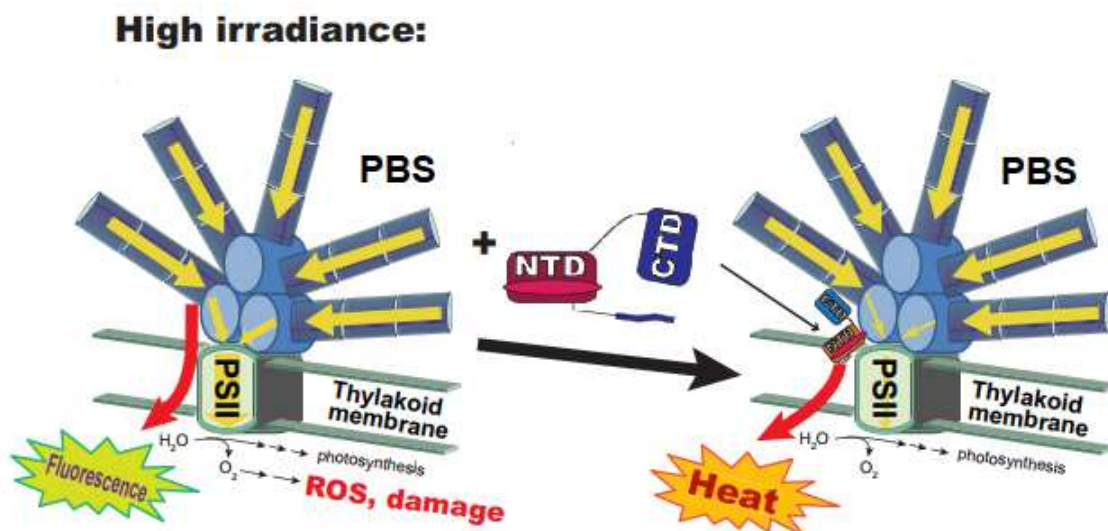 High irradiance:
PBS
PBS
+
NTD
CTD
PSII
Thylakoid
membrane
PSII
Thylakoid
membrane
H₂O
O₂
photosynthesis
Fluorescence
ROS, damage
H₂O
O₂
photosynthesis
Heat